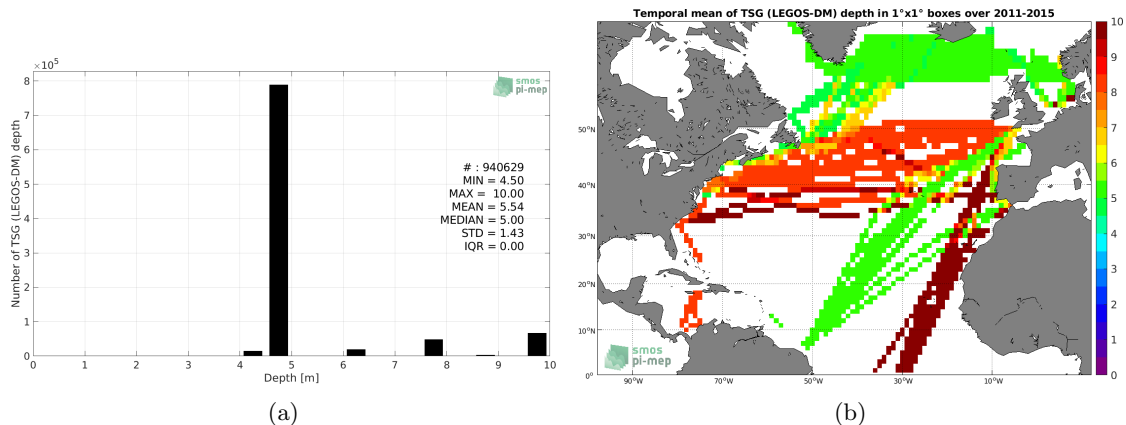 ×10⁵
8
7
6
5
4
3
2
1
0
Number of TSG (LEGOS-DM) depth
smos
pi-mep
# : 940629
MIN = 4.50
MAX = 10.00
MEAN = 5.54
MEDIAN = 5.00
STD = 1.43
IQR = 0.00
0 1 2 3 4 5 6 7 8 9 10
Depth [m]
(a)
Temporal mean of TSG (LEGOS-DM) depth in 1°x1° boxes over 2011-2015
50°N
40°N
30°N
20°N
10°N
0°
90°W 70°W 50°W 30°W 10°W
smos
pi-mep
10
9
8
7
6
5
4
3
2
1
0
(b)